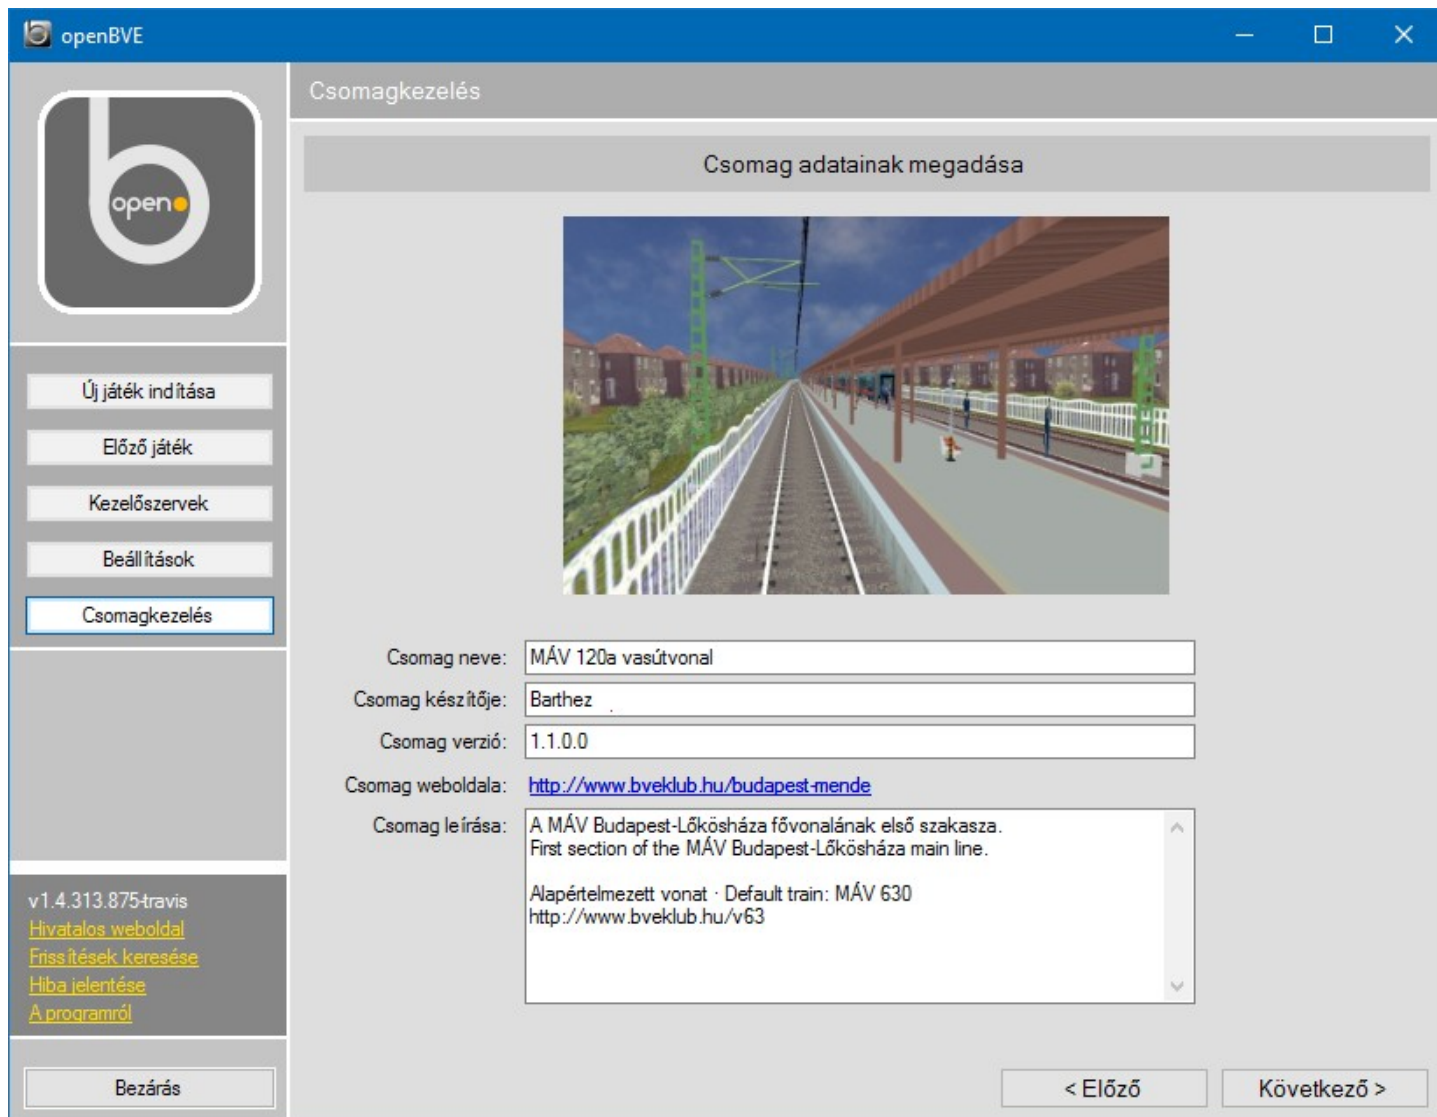 openBVE
open
Csomagkezelés
Csomag adatainak megadása
Új játék indítása
Előző játék
Kezelőszervek
Beállítások
Csomagkezelés
Csomag neve: MÁV 120a vasútvonal
Csomag készítője: Barthez
Csomag verzió: 1.1.0.0
Csomag weboldala: http://www.bveklub.hu/budapest-mende
Csomag leírása: A MÁV Budapest-Lőkösháza fővonalának első szakasza.
First section of the MÁV Budapest-Lőkösháza main line.
Alapértelmezett vonat · Default train: MÁV 630
http://www.bveklub.hu/v63
v1.4.313.875-travis
Hivatalos weboldal
Frissítések keresése
Hiba jelentése
A programról
Bezárás
< Előző
Következő >